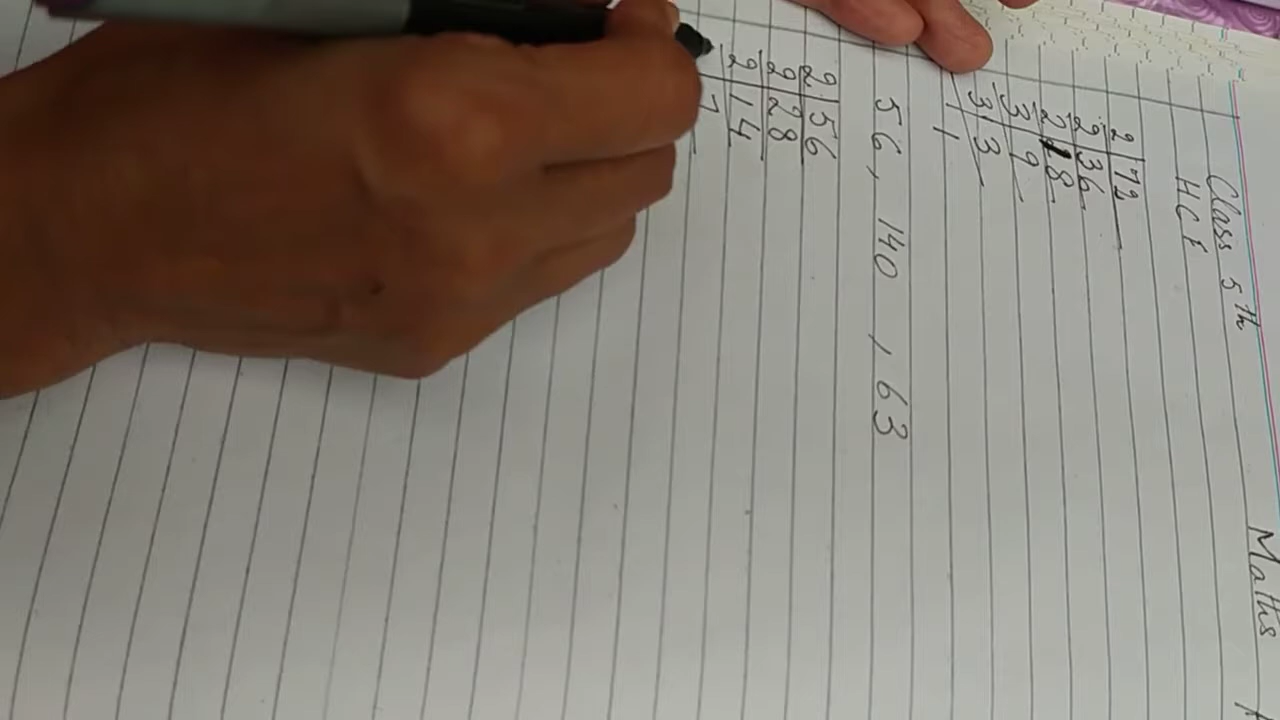 Class 5th Maths
HCF
2 | 72
2 | 36
2 | 18
3 | 9
3 | 3
1
56, 140, 63
2 | 56
2 | 28
2 | 14
7